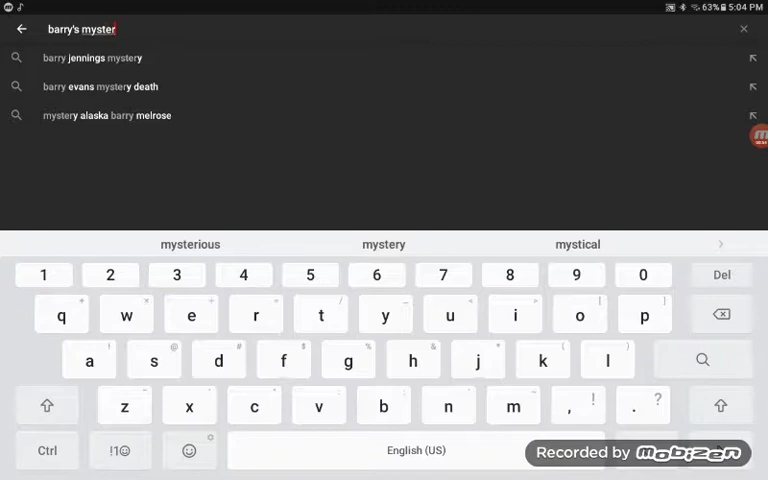 63% 5:04 PM
barry's myster
barry jennings mystery
barry evans mystery death
mystery alaska barry melrose
mysterious mystery mystical
1 2 3 4 5 6 7 8 9 0 Del
q w e r t y u i o p
a s d f g h j k l
z x c v b n m , ! . ?
Ctrl !1☺ English (US)
Recorded by Mobizen